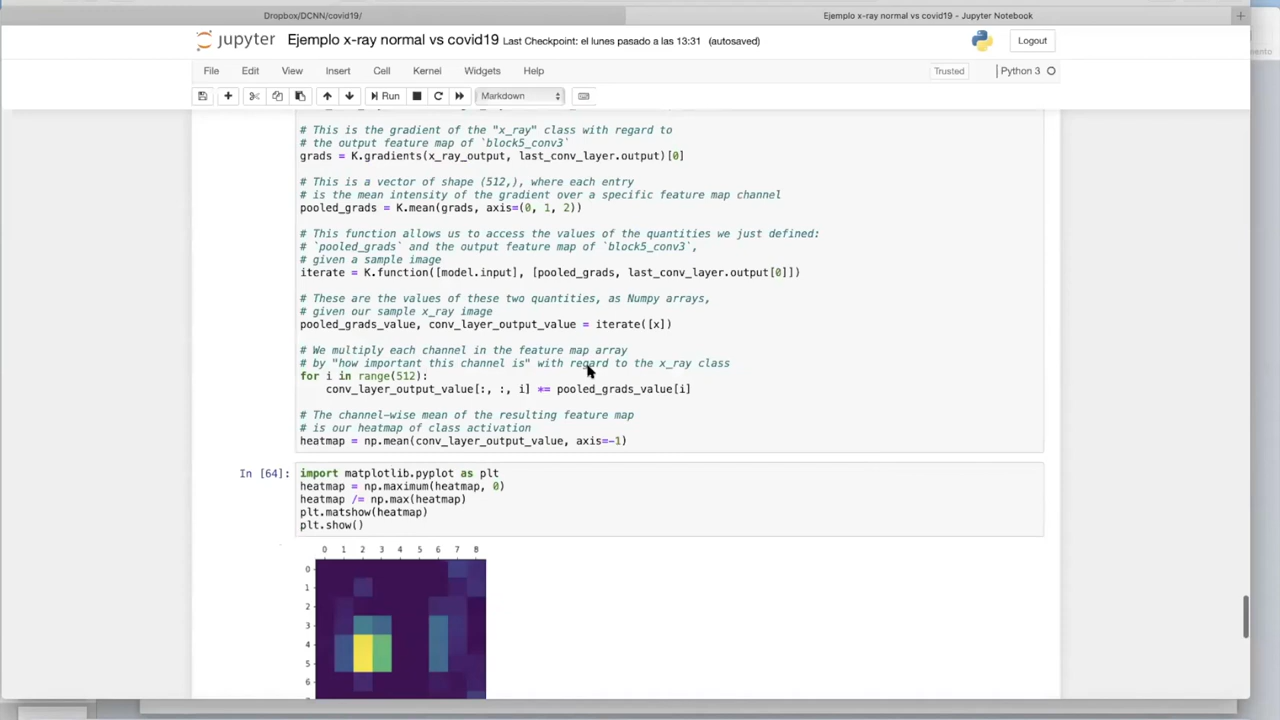 Dropbox/DCNN/covid19/
Ejemplo x-ray normal vs covid19 - Jupyter Notebook
jupyter Ejemplo x-ray normal vs covid19 Last Checkpoint: el lunes pasado a las 13:31 (autosaved)
Logout
File Edit View Insert Cell Kernel Widgets Help
Trusted
Python 3
Run
Markdown
# This is the gradient of the "x_ray" class with regard to
# the output feature map of `block5_conv3`
grads = K.gradients(x_ray_output, last_conv_layer.output)[0]
# This is a vector of shape (512,), where each entry
# is the mean intensity of the gradient over a specific feature map channel
pooled_grads = K.mean(grads, axis=(0, 1, 2))
# This function allows us to access the values of the quantities we just defined:
# `pooled_grads` and the output feature map of `block5_conv3`,
# given a sample image
iterate = K.function([model.input], [pooled_grads, last_conv_layer.output[0]])
# These are the values of these two quantities, as Numpy arrays,
# given our sample x_ray image
pooled_grads_value, conv_layer_output_value = iterate([x])
# We multiply each channel in the feature map array
# by "how important this channel is" with regard to the x_ray class
for i in range(512):
conv_layer_output_value[:, :, i] *= pooled_grads_value[i]
# The channel-wise mean of the resulting feature map
# is our heatmap of class activation
heatmap = np.mean(conv_layer_output_value, axis=-1)
In [64]:
import matplotlib.pyplot as plt
heatmap = np.maximum(heatmap, 0)
heatmap /= np.max(heatmap)
plt.matshow(heatmap)
plt.show()
0 1 2 3 4 5 6 7 8
0
1
2
3
4
5
6